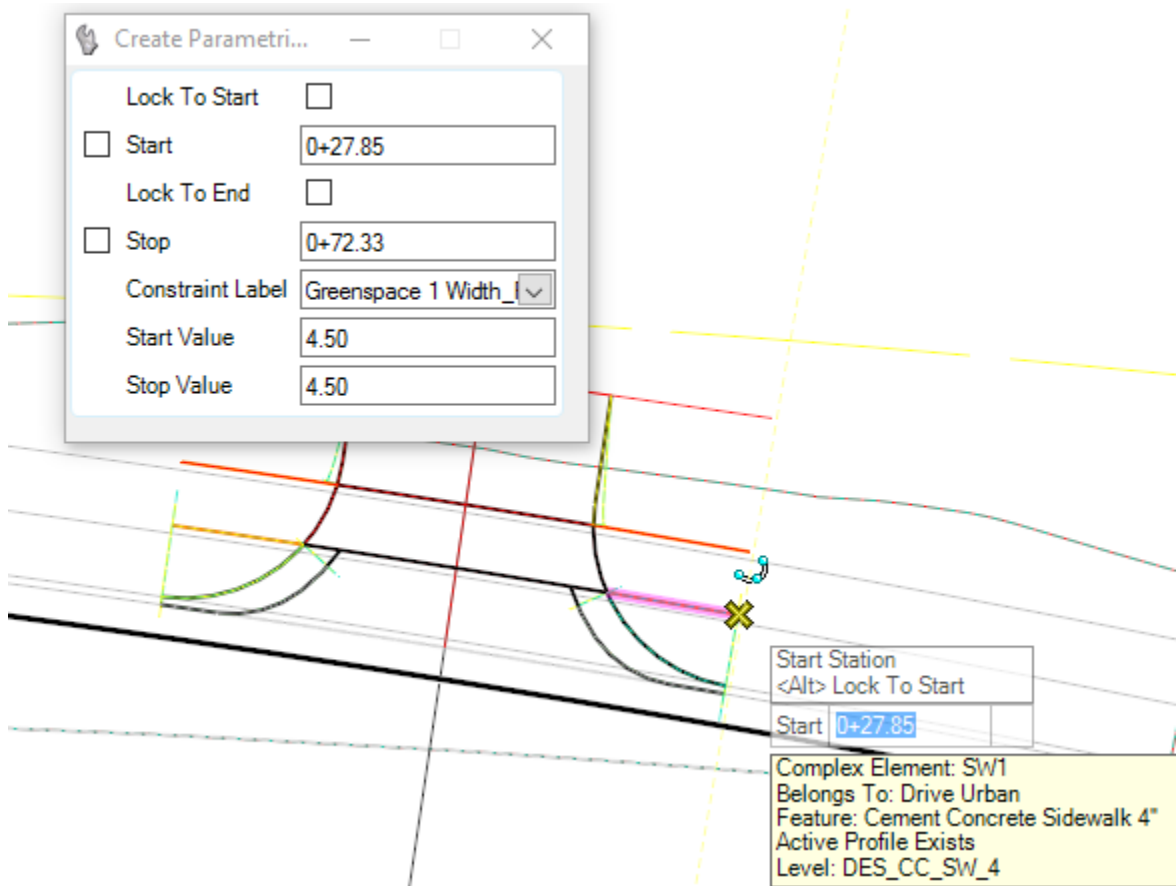 Create Parametri...
Lock To Start
Start 0+27.85
Lock To End
Stop 0+72.33
Constraint Label Greenspace 1 Width_
Start Value 4.50
Stop Value 4.50
Start Station
<Alt> Lock To Start
Start 0+27.85
Complex Element: SW1
Belongs To: Drive Urban
Feature: Cement Concrete Sidewalk 4"
Active Profile Exists
Level: DES_CC_SW_4